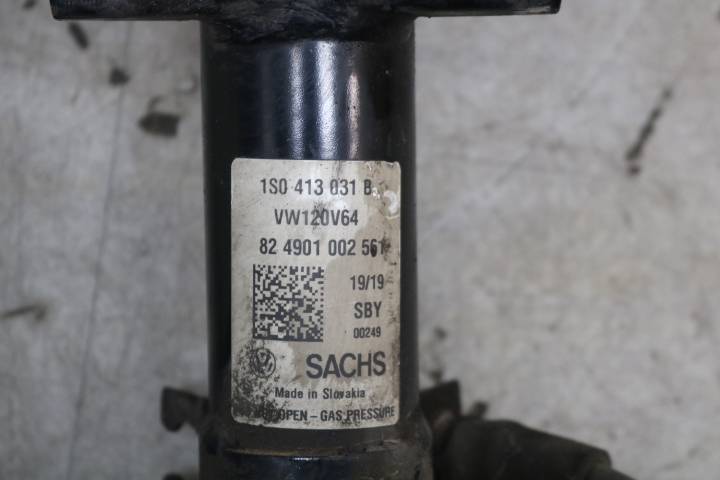 1S0 413 031 B
VW120V64
82 4901 002 561
19/19
SBY
00249
SACHS
Made in Slovakia
OPEN - GAS PRESSURE